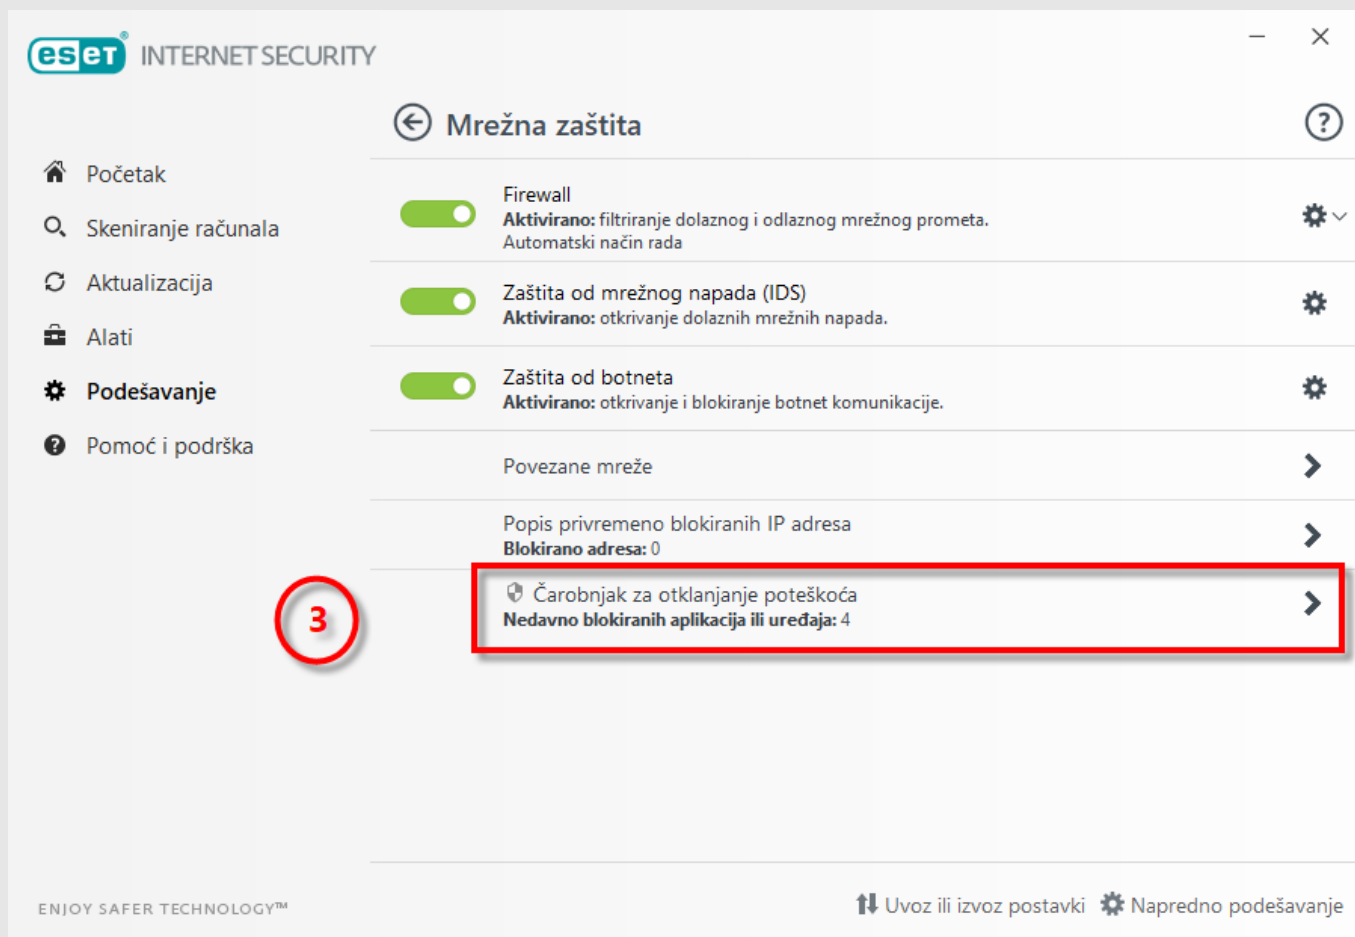 eset® INTERNET SECURITY
Mrežna zaštita
?
Početak
Skeniranje računala
Aktualizacija
Alati
Podešavanje
Pomoć i podrška
Firewall
Aktivirano: filtriranje dolaznog i odlaznog mrežnog prometa.
Automatski način rada
Zaštita od mrežnog napada (IDS)
Aktivirano: otkrivanje dolaznih mrežnih napada.
Zaštita od botneta
Aktivirano: otkrivanje i blokiranje botnet komunikacije.
Povezane mreže
Popis privremeno blokiranih IP adresa
Blokirano adresa: 0
3
Čarobnjak za otklanjanje poteškoća
Nedavno blokiranih aplikacija ili uređaja: 4
ENJOY SAFER TECHNOLOGY™
Uvoz ili izvoz postavki Napredno podešavanje